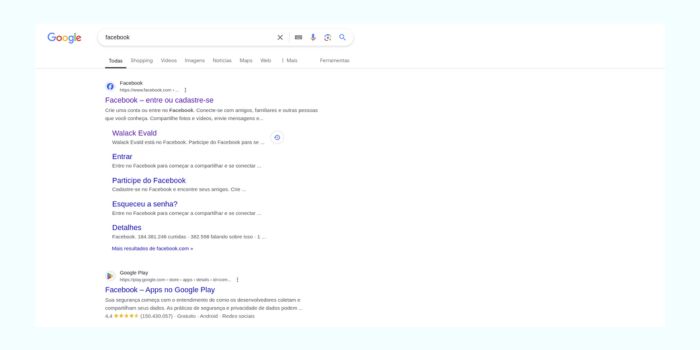 Google
facebook
Todas Shopping Vídeos Imagens Notícias Maps Web Mais Ferramentas
Facebook
https://www.facebook.com › ...
Facebook – entre ou cadastre-se
Crie uma conta ou entre no Facebook. Conecte-se com amigos, familiares e outras pessoas
que você conheça. Compartilhe fotos e vídeos, envie mensagens e...
Walack Evald
Walack Evald está no Facebook. Participe do Facebook para se ...
Entrar
Entre no Facebook para começar a compartilhar e se conectar ...
Participe do Facebook
Cadastre-se no Facebook e encontre seus amigos. Crie ...
Esqueceu a senha?
Entre no Facebook para começar a compartilhar e se conectar ...
Detalhes
Facebook. 184.381.246 curtidas · 382.598 falando sobre isso · 1 ...
Mais resultados de facebook.com »
Google Play
https://play.google.com › store › apps › details › id=com...
Facebook – Apps no Google Play
Sua segurança começa com o entendimento de como os desenvolvedores coletam e
compartilham seus dados. As práticas de segurança e privacidade de dados podem ...
4,4 (150.430.057) · Gratuito · Android · Redes sociais